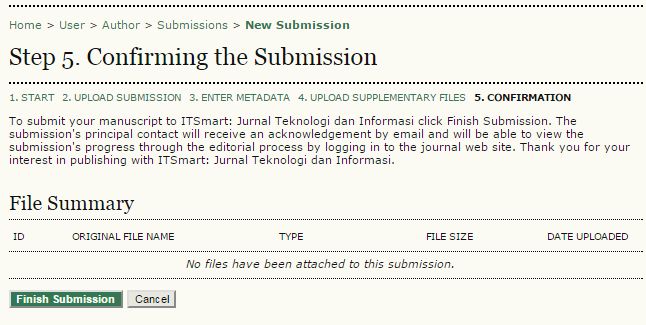 Home > User > Author > Submissions > New Submission
Step 5. Confirming the Submission
1. START 2. UPLOAD SUBMISSION 3. ENTER METADATA 4. UPLOAD SUPPLEMENTARY FILES 5. CONFIRMATION
To submit your manuscript to ITSmart: Jurnal Teknologi dan Informasi click Finish Submission. The
submission's principal contact will receive an acknowledgement by email and will be able to view the
submission's progress through the editorial process by logging in to the journal web site. Thank you for your
interest in publishing with ITSmart: Jurnal Teknologi dan Informasi.
File Summary
ID ORIGINAL FILE NAME TYPE FILE SIZE DATE UPLOADED
No files have been attached to this submission.
Finish Submission Cancel